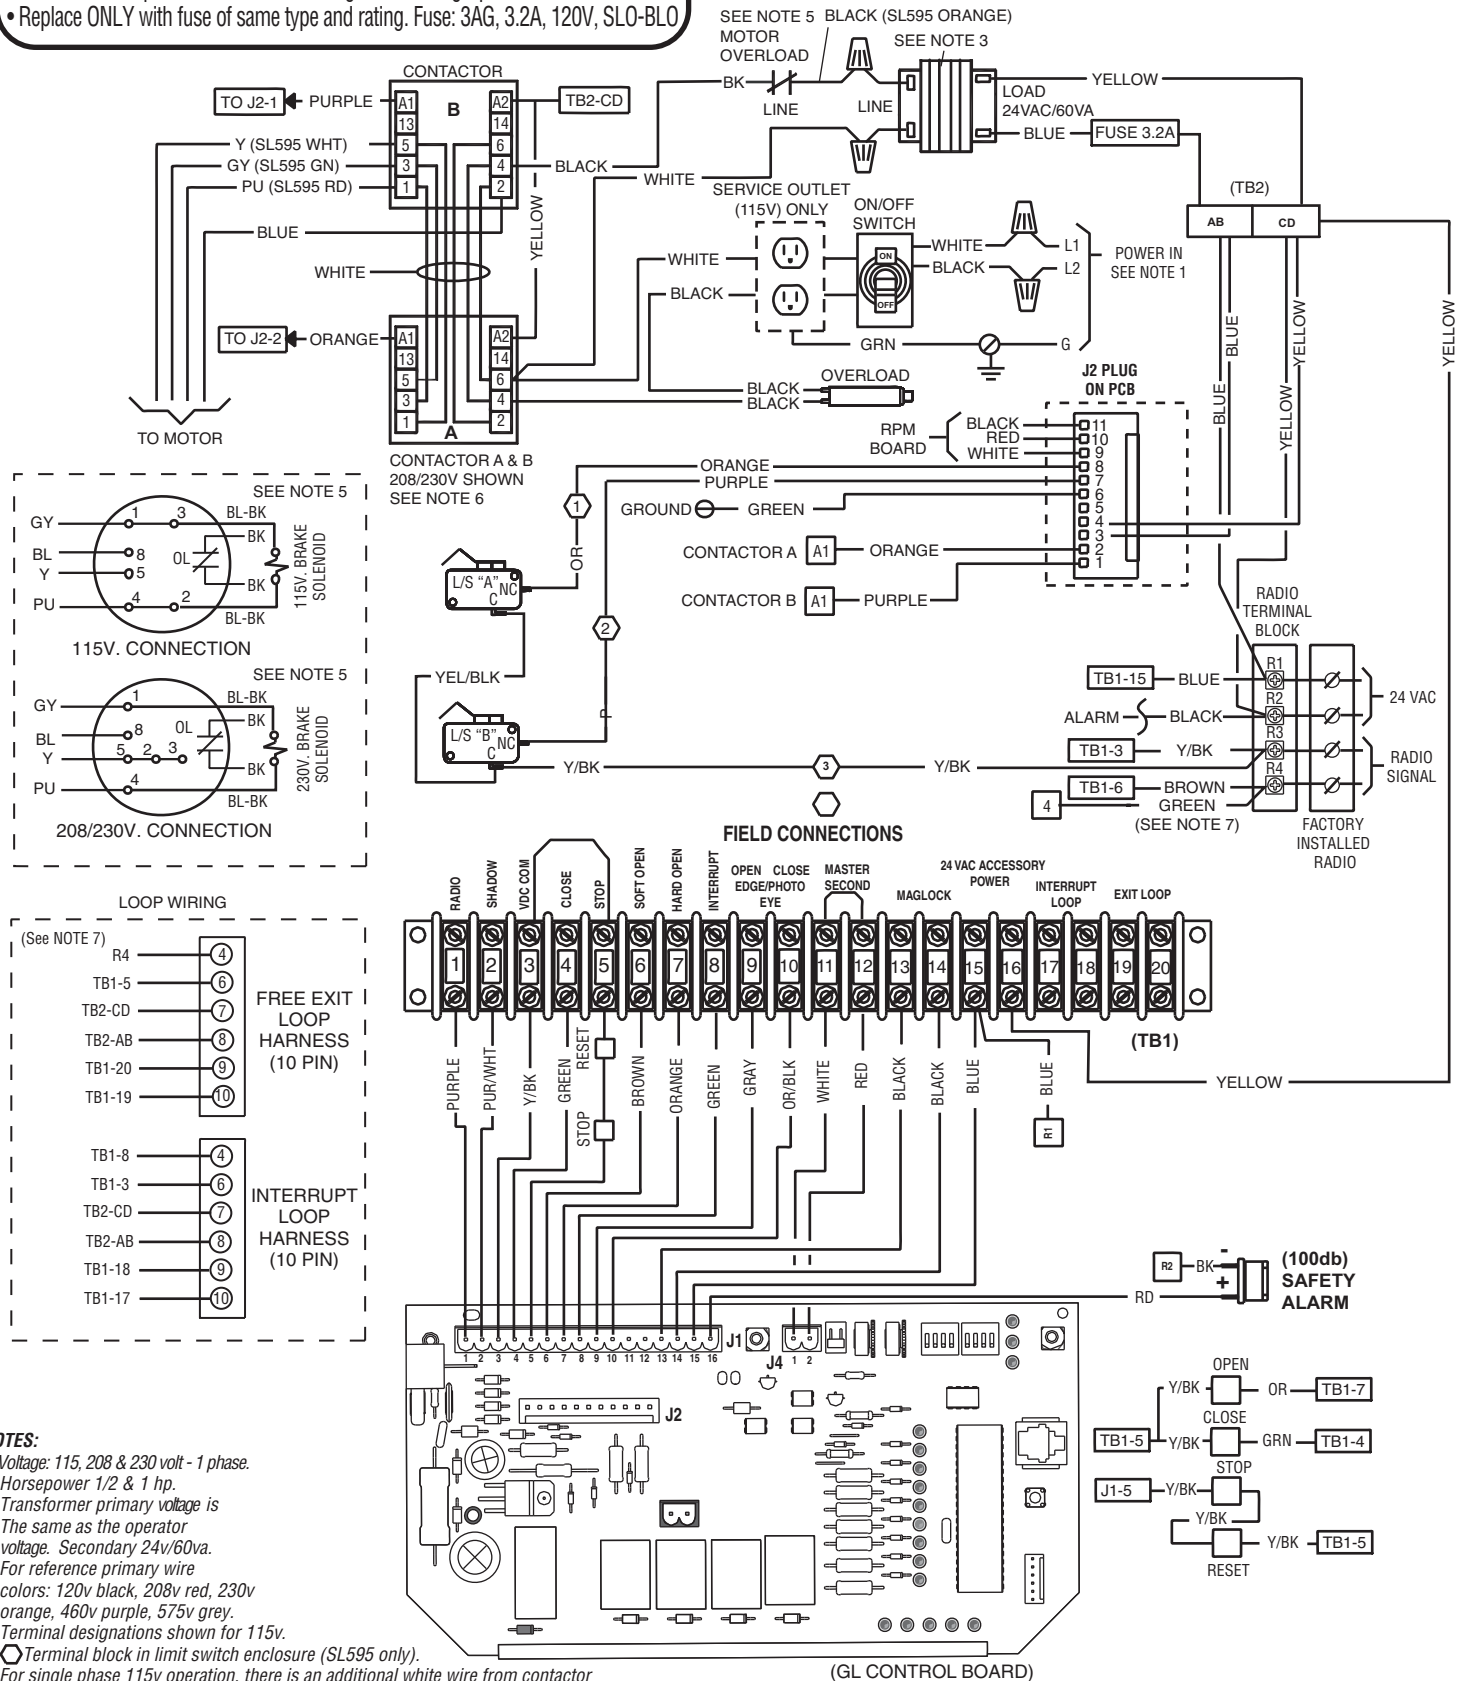 • Replace ONLY with fuse of same type and rating. Fuse: 3AG, 3.2A, 120V, SLO-BLO
SEE NOTE 5
MOTOR
OVERLOAD
BLACK (SL595 ORANGE)
SEE NOTE 3
BK
LINE
LINE
LOAD
24VAC/60VA
YELLOW
BLUE
FUSE 3.2A
CONTACTOR
TO J2-1
PURPLE
A1
13
5
3
1
B
A2
14
6
4
2
TB2-CD
Y (SL595 WHT)
GY (SL595 GN)
PU (SL595 RD)
BLUE
WHITE
BLACK
WHITE
YELLOW
TO J2-2
ORANGE
A1
13
5
3
1
A
A2
14
6
4
2
TO MOTOR
CONTACTOR A & B
208/230V SHOWN
SEE NOTE 6
SERVICE OUTLET
(115V) ONLY
ON/OFF
SWITCH
ON
OFF
WHITE
BLACK
WHITE
BLACK
L1
L2
POWER IN
SEE NOTE 1
GRN
G
OVERLOAD
BLACK
BLACK
(TB2)
AB
CD
BLUE
YELLOW
BLUE
YELLOW
YELLOW
J2 PLUG
ON PCB
RPM
BOARD
BLACK
RED
WHITE
ORANGE
PURPLE
GROUND
GREEN
CONTACTOR A
A1
ORANGE
CONTACTOR B
A1
PURPLE
11
10
9
8
7
6
5
4
3
2
1
SEE NOTE 5
GY
BL
Y
PU
1
3
8
5
4
2
OL
BL-BK
BK
BK
BL-BK
115V. BRAKE
SOLENOID
115V. CONNECTION
SEE NOTE 5
GY
BL
Y
PU
1
8
5
2
3
4
OL
BL-BK
BK
BK
BL-BK
230V. BRAKE
SOLENOID
208/230V. CONNECTION
1
OR
2
P
L/S “A”
NC
C
YEL/BLK
L/S “B”
NC
C
Y/BK
3
Y/BK
RADIO
TERMINAL
BLOCK
R1
R2
R3
R4
TB1-15
BLUE
ALARM
BLACK
TB1-3
Y/BK
TB1-6
BROWN
4
GREEN
(SEE NOTE 7)
24 VAC
RADIO
SIGNAL
FACTORY
INSTALLED
RADIO
FIELD CONNECTIONS
RADIO
SHADOW
VDC COM
CLOSE
STOP
SOFT OPEN
HARD OPEN
INTERRUPT
OPEN CLOSE
EDGE/PHOTO
EYE
MASTER
SECOND
MAGLOCK
24 VAC ACCESSORY
POWER
INTERRUPT
LOOP
EXIT LOOP
1 2 3 4 5 6 7 8 9 10 11 12 13 14 15 16 17 18 19 20
(TB1)
PURPLE
PUR/WHT
Y/BK
GREEN
RESET
STOP
BROWN
ORANGE
GREEN
GRAY
OR/BLK
WHITE
RED
BLACK
BLACK
BLUE
BLUE
R1
YELLOW
LOOP WIRING
(See NOTE 7)
R4 4
TB1-5 6
TB2-CD 7
TB2-AB 8
TB1-20 9
TB1-19 10
FREE EXIT
LOOP
HARNESS
(10 PIN)
TB1-8 4
TB1-3 6
TB2-CD 7
TB2-AB 8
TB1-18 9
TB1-17 10
INTERRUPT
LOOP
HARNESS
(10 PIN)
R2
BK
-
+
RD
(100db)
SAFETY
ALARM
1 2 3 4 5 6 7 8 9 10 11 12 13 14 15 16
J1
J4
1 2
J2
OPEN
Y/BK
OR
TB1-7
CLOSE
TB1-5
Y/BK
GRN
TB1-4
STOP
J1-5
Y/BK
Y/BK
Y/BK
TB1-5
RESET
OTES:
Voltage: 115, 208 & 230 volt - 1 phase.
Horsepower 1/2 & 1 hp.
Transformer primary voltage is
The same as the operator
voltage. Secondary 24v/60va.
For reference primary wire
colors: 120v black, 208v red, 230v
orange, 460v purple, 575v grey.
Terminal designations shown for 115v.
Terminal block in limit switch enclosure (SL595 only).
For single phase 115v operation, there is an additional white wire from contactor
(GL CONTROL BOARD)